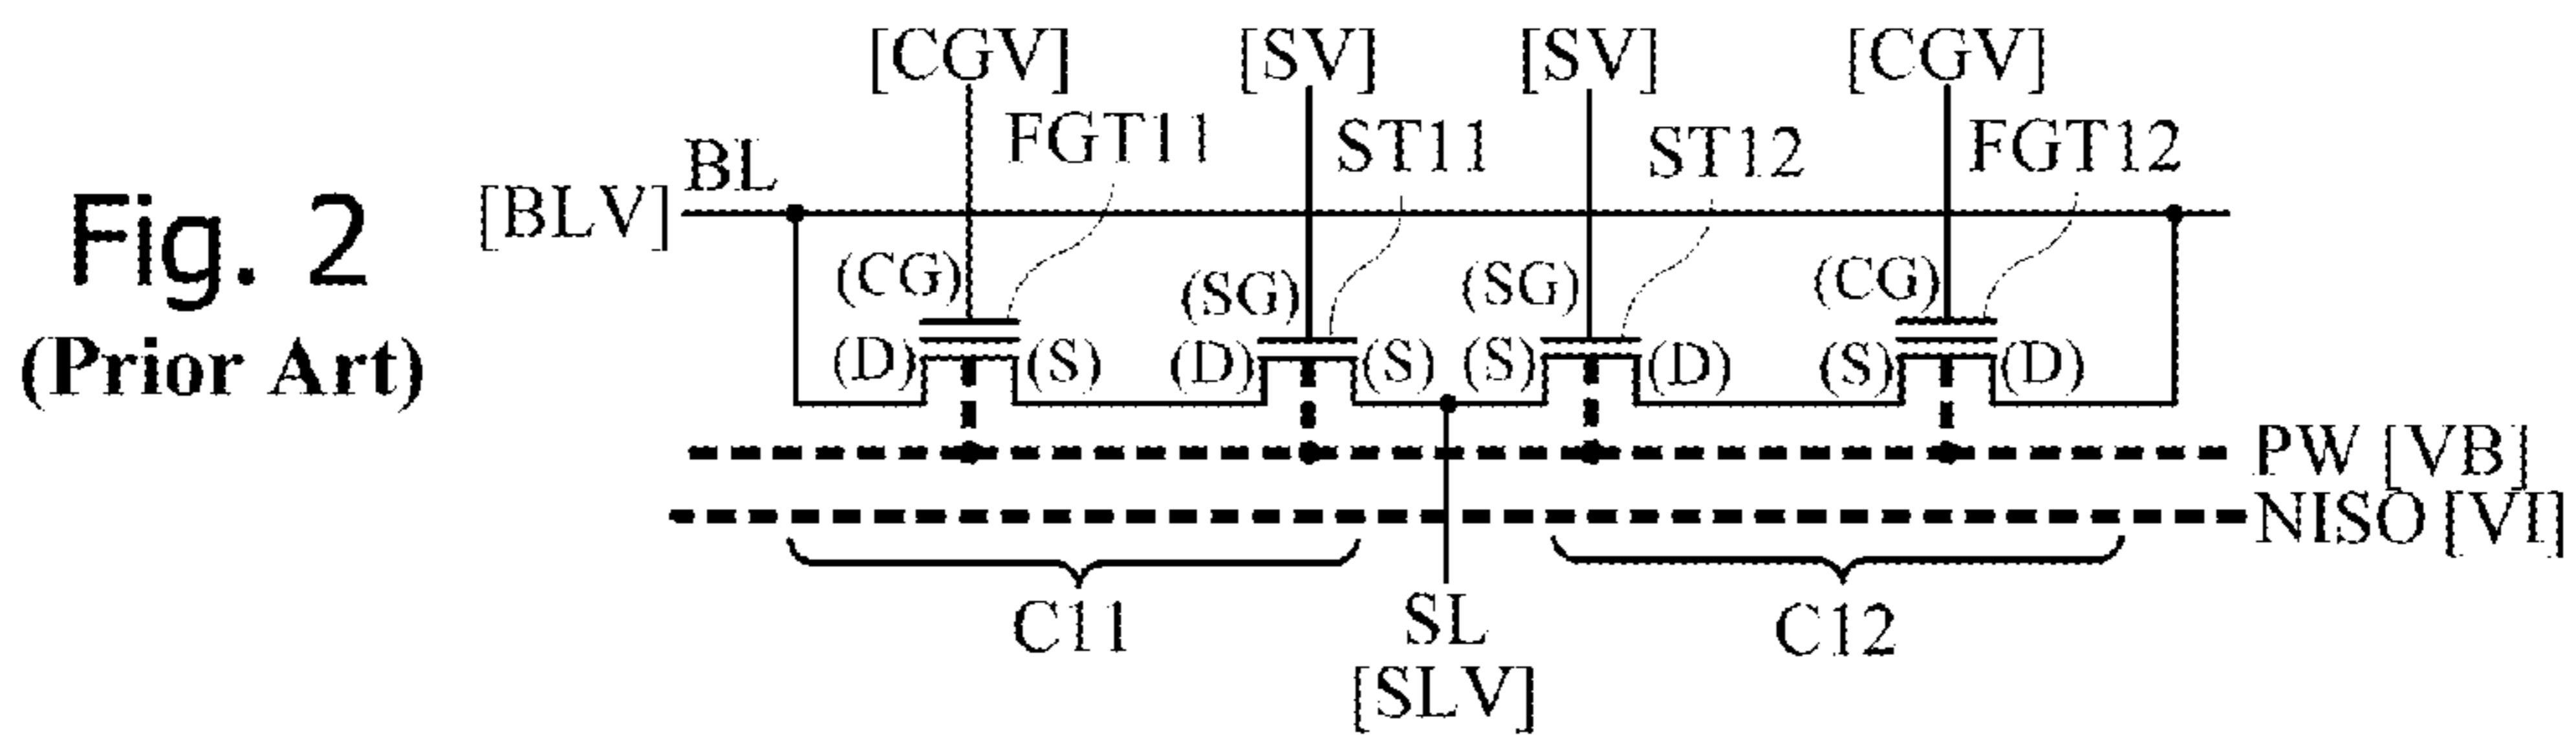 [CGV] [SV] [SV] [CGV]
FGT11 ST11 ST12 FGT12
BL
[BLV]
Fig. 2
(Prior Art)
(CG) (SG) (SG) (CG)
(D) (S) (D) (S) (S) (D) (S) (D)
PW [VB]
NISO [VI]
C11 SL C12
[SLV]